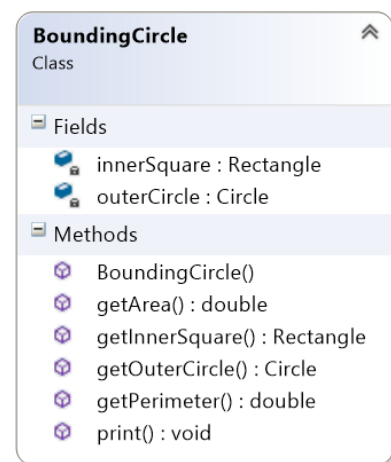 BoundingCircle
Class
Fields
innerSquare : Rectangle
outerCircle : Circle
Methods
BoundingCircle()
getArea() : double
getInnerSquare() : Rectangle
getOuterCircle() : Circle
getPerimeter() : double
print() : void